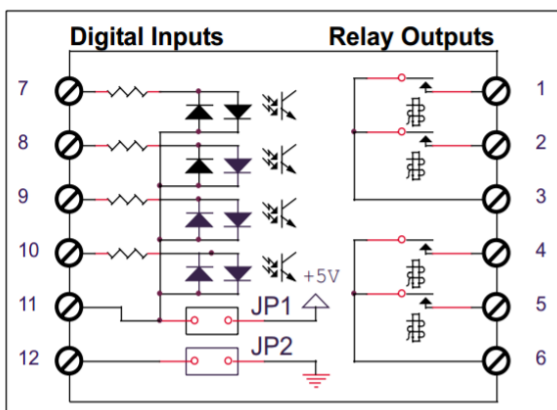 Digital Inputs Relay Outputs
7 1
8 2
9 3
10 4
+5V
11 JP1 5
12 JP2 6